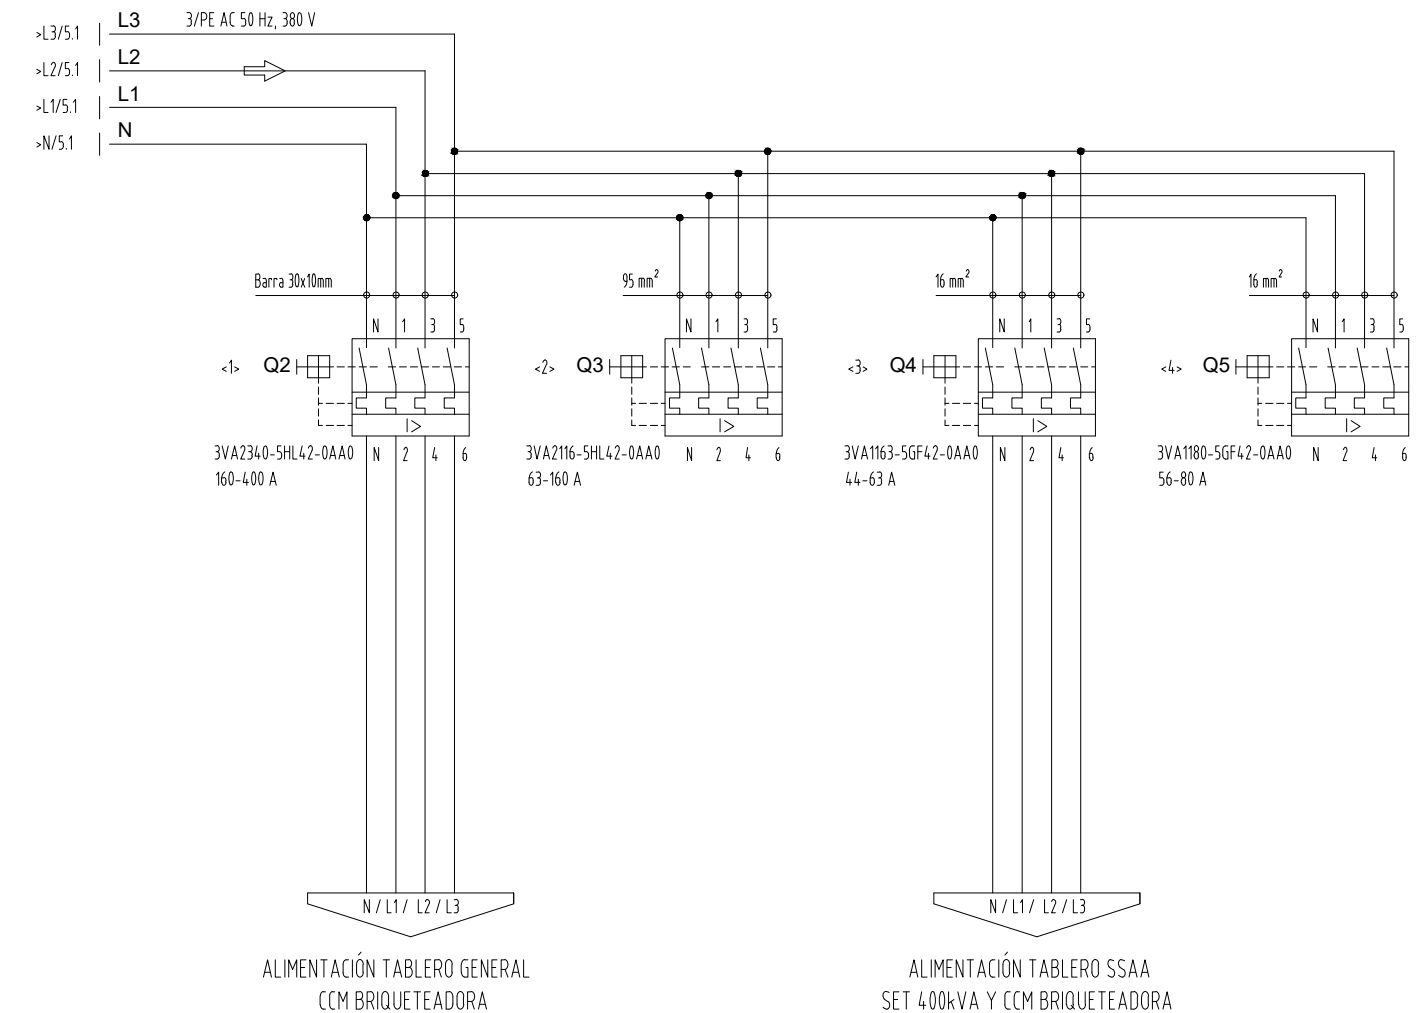 L3 3/PE AC 50 Hz, 380 V
>L3/5.1
L2
>L2/5.1
L1
>L1/5.1
N
>N/5.1
Barra 30x10mm
95 mm²
16 mm²
16 mm²
N 1 3 5
N 1 3 5
N 1 3 5
N 1 3 5
<1> Q2
<2> Q3
<3> Q4
<4> Q5
I>
I>
I>
I>
3VA2340-5HL42-0AA0
160-400 A
N 2 4 6
3VA2116-5HL42-0AA0
63-160 A
N 2 4 6
3VA1163-5GF42-0AA0
44-63 A
N 2 4 6
3VA1180-5GF42-0AA0
56-80 A
N 2 4 6
N / L1 / L2 / L3
ALIMENTACIÓN TABLERO GENERAL
CCM BRIQUETEADORA
N / L1 / L2 / L3
ALIMENTACIÓN TABLERO SSAA
SET 400kVA Y CCM BRIQUETEADORA